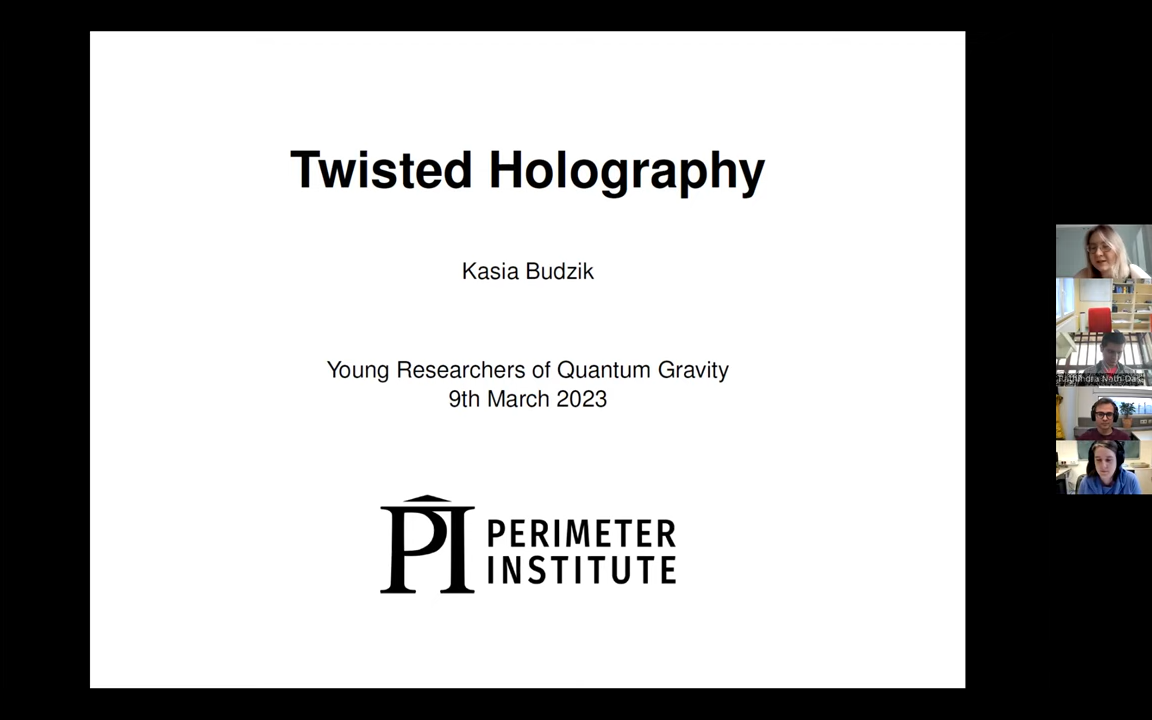 Twisted Holography
Kasia Budzik
Young Researchers of Quantum Gravity
9th March 2023
PI PERIMETER
INSTITUTE